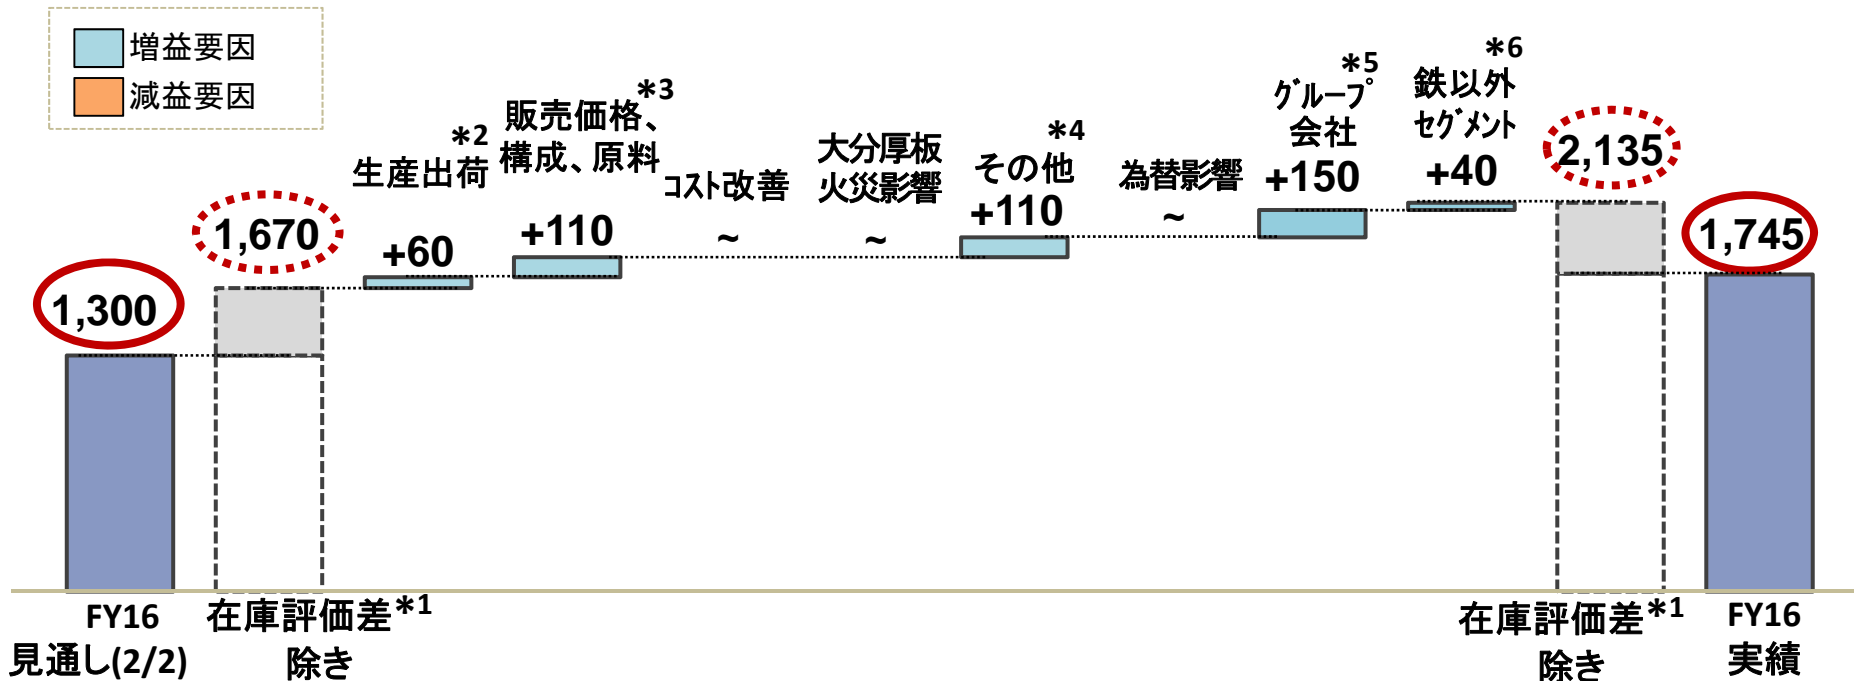 増益要因
減益要因
1,300
1,670
生産出荷*2
+60
販売価格、*3
構成、原料
+110
コスト改善
~
大分厚板
火災影響
~
*4
その他
+110
為替影響
~
*5
グループ
会社
+150
*6
鉄以外
セグメント
+40
2,135
1,745
FY16
見通し(2/2)
在庫評価差*1
除き
在庫評価差*1
除き
FY16
実績